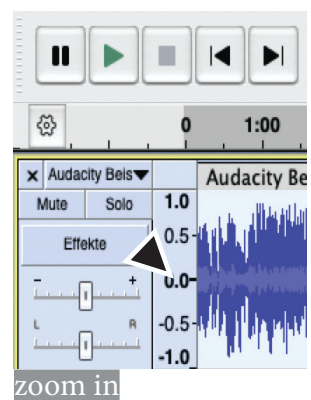 0 1:00
× Audacity Beis▼ Audacity Be
Mute Solo 1.0
Effekte 0.5-
- + 0.0-
L R -0.5-
-1.0
zoom in